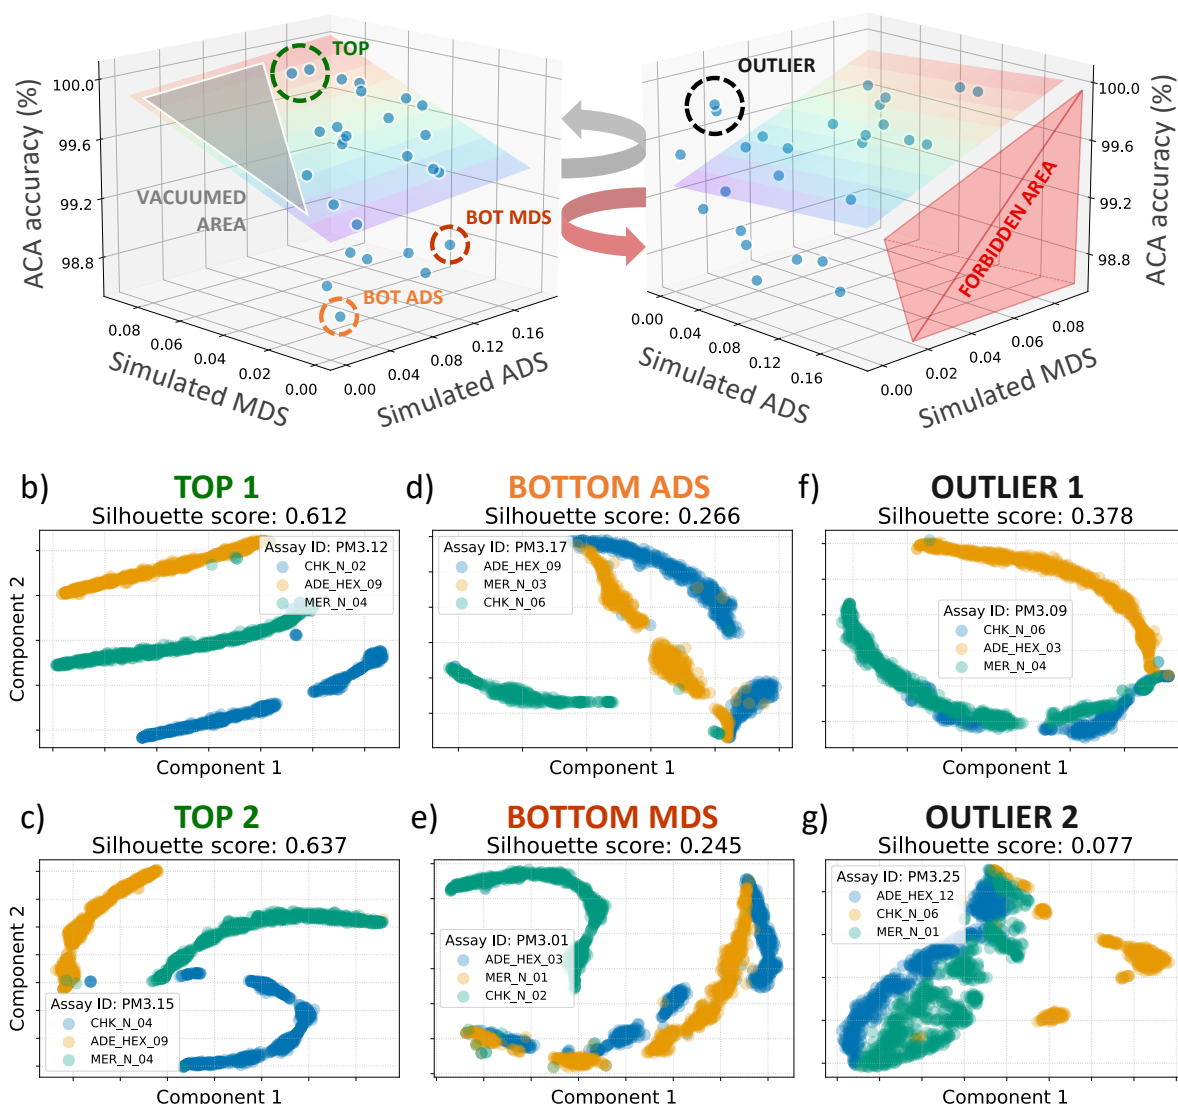 TOP
OUTLIER
100.0
99.6
99.2
98.8
ACA accuracy (%)
VACUUMED
AREA
BOT MDS
BOT ADS
0.08
0.06
0.04
0.02
0.00
Simulated MDS
0.00
0.04
0.08
0.12
0.16
Simulated ADS
FORBIDDEN AREA
100.0
99.6
99.2
98.8
ACA accuracy (%)
0.00
0.04
0.08
0.12
0.16
Simulated ADS
0.00
0.02
0.04
0.06
0.08
Simulated MDS
b) TOP 1
Silhouette score: 0.612
Assay ID: PM3.12
CHK_N_02
ADE_HEX_09
MER_N_04
Component 2
Component 1
d) BOTTOM ADS
Silhouette score: 0.266
Assay ID: PM3.17
ADE_HEX_09
MER_N_03
CHK_N_06
Component 1
f) OUTLIER 1
Silhouette score: 0.378
Assay ID: PM3.09
CHK_N_06
ADE_HEX_03
MER_N_04
Component 1
c) TOP 2
Silhouette score: 0.637
Assay ID: PM3.15
CHK_N_04
ADE_HEX_09
MER_N_04
Component 2
Component 1
e) BOTTOM MDS
Silhouette score: 0.245
Assay ID: PM3.01
ADE_HEX_03
MER_N_01
CHK_N_02
Component 1
g) OUTLIER 2
Silhouette score: 0.077
Assay ID: PM3.25
ADE_HEX_12
CHK_N_06
MER_N_01
Component 1